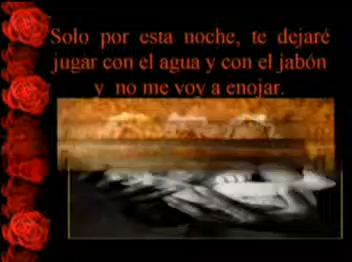 Solo por esta noche, te dejaré
jugar con el agua y con el jabón
y no me voy a enojar.